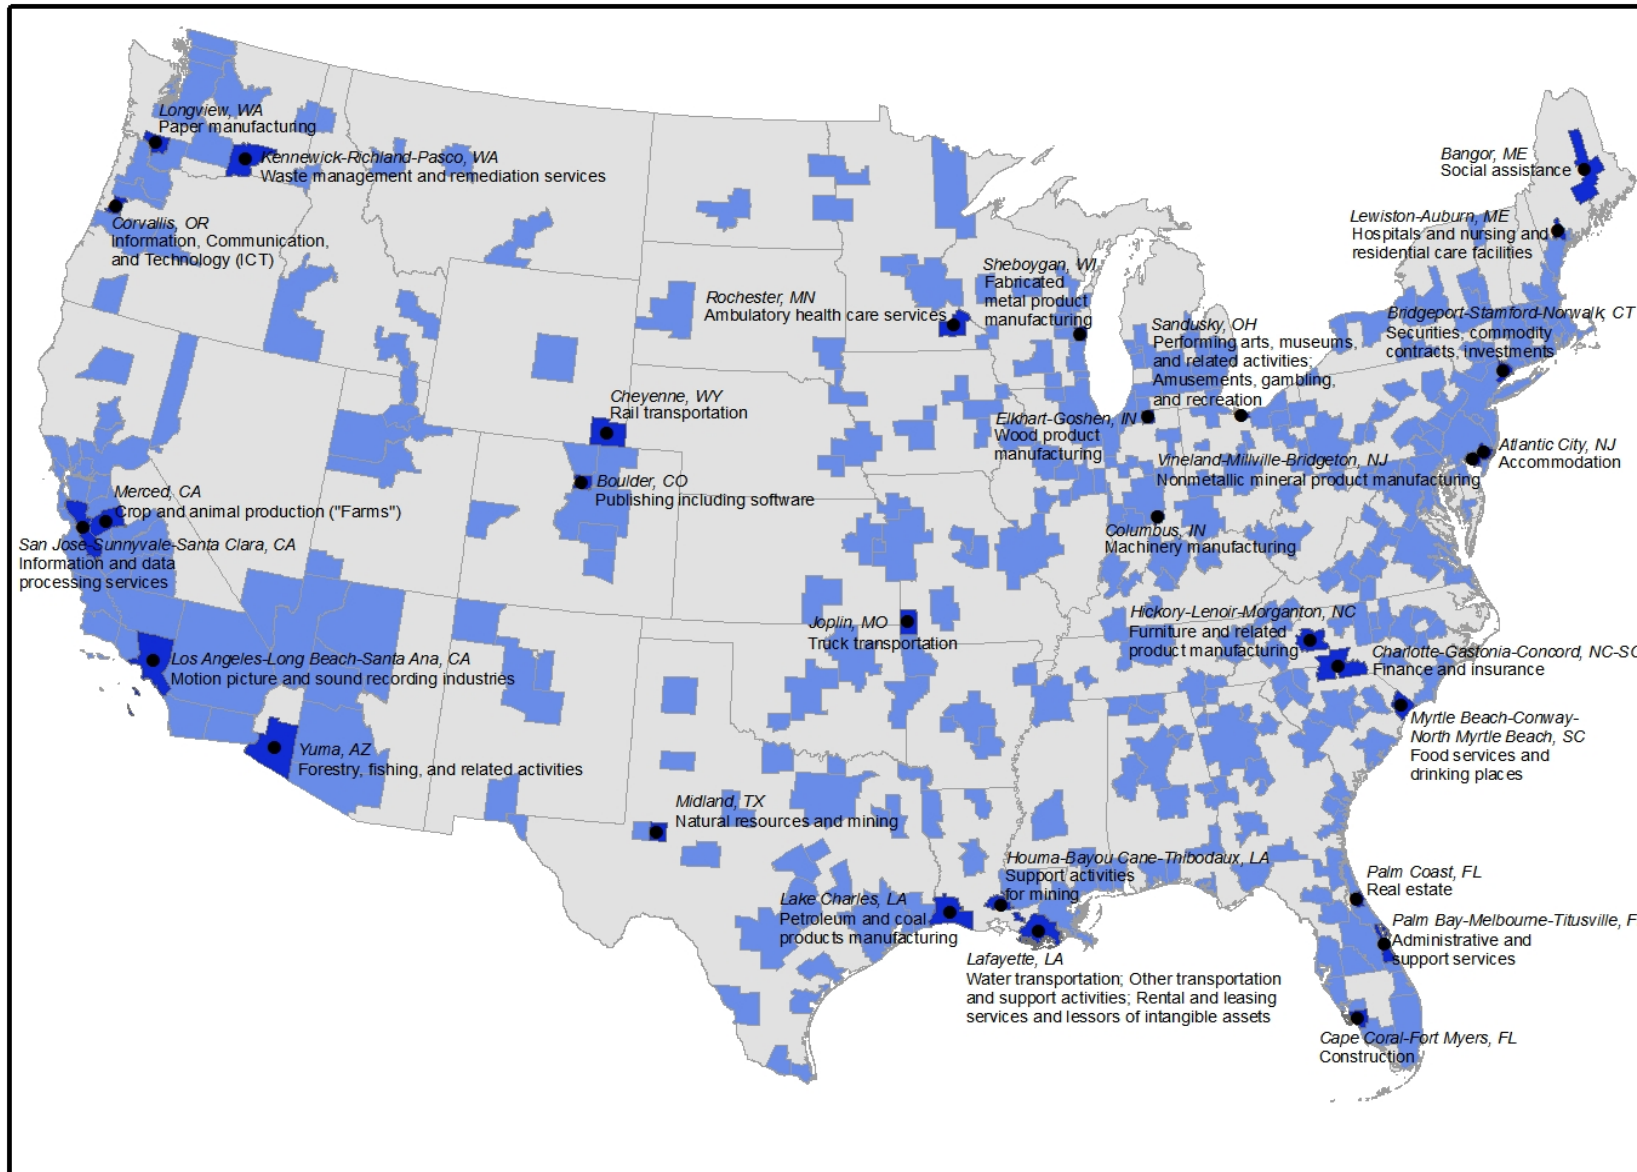 Longview, WA
Paper manufacturing
Kennewick-Richland-Pasco, WA
Waste management and remediation services
Corvallis, OR
Information, Communication,
and Technology (ICT)
Bangor, ME
Social assistance
Lewiston-Auburn, ME
Hospitals and nursing and
residential care facilities
Rochester, MN
Ambulatory health care services
Sheboygan, WI
Fabricated
metal product
manufacturing
Sandusky, OH
Performing arts, museums,
and related activities;
Amusements, gambling,
and recreation
Bridgeport-Stamford-Norwalk, CT
Securities, commodity
contracts, investments
Cheyenne, WY
Rail transportation
Elkhart-Goshen, IN
Wood product
manufacturing
Vineland-Millville-Bridgeton, NJ
Nonmetallic mineral product manufacturing
Atlantic City, NJ
Accommodation
Boulder, CO
Publishing including software
Merced, CA
Crop and animal production ("Farms")
San Jose-Sunnyvale-Santa Clara, CA
Information and data
processing services
Columbus, IN
Machinery manufacturing
Joplin, MO
Truck transportation
Hickory-Lenoir-Morganton, NC
Furniture and related
product manufacturing
Charlotte-Gastonia-Concord, NC-SC
Finance and insurance
Los Angeles-Long Beach-Santa Ana, CA
Motion picture and sound recording industries
Myrtle Beach-Conway-
North Myrtle Beach, SC
Food services and
drinking places
Yuma, AZ
Forestry, fishing, and related activities
Midland, TX
Natural resources and mining
Houma-Bayou Cane-Thibodaux, LA
Support activities
for mining
Lake Charles, LA
Petroleum and coal
products manufacturing
Palm Coast, FL
Real estate
Palm Bay-Melbourne-Titusville, F
Administrative and
support services
Lafayette, LA
Water transportation; Other transportation
and support activities; Rental and leasing
services and lessors of intangible assets
Cape Coral-Fort Myers, FL
Construction